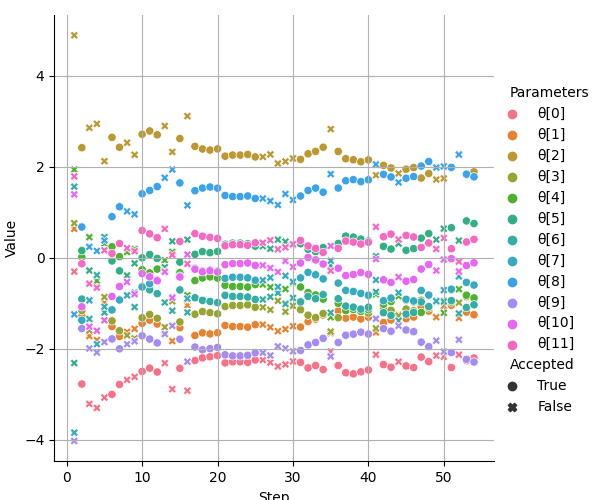 Parameters
θ[0]
θ[1]
θ[2]
θ[3]
θ[4]
θ[5]
θ[6]
θ[7]
θ[8]
θ[9]
θ[10]
θ[11]
Accepted
True
False
Value
4
2
0
−2
−4
0
10
20
30
40
50
Step